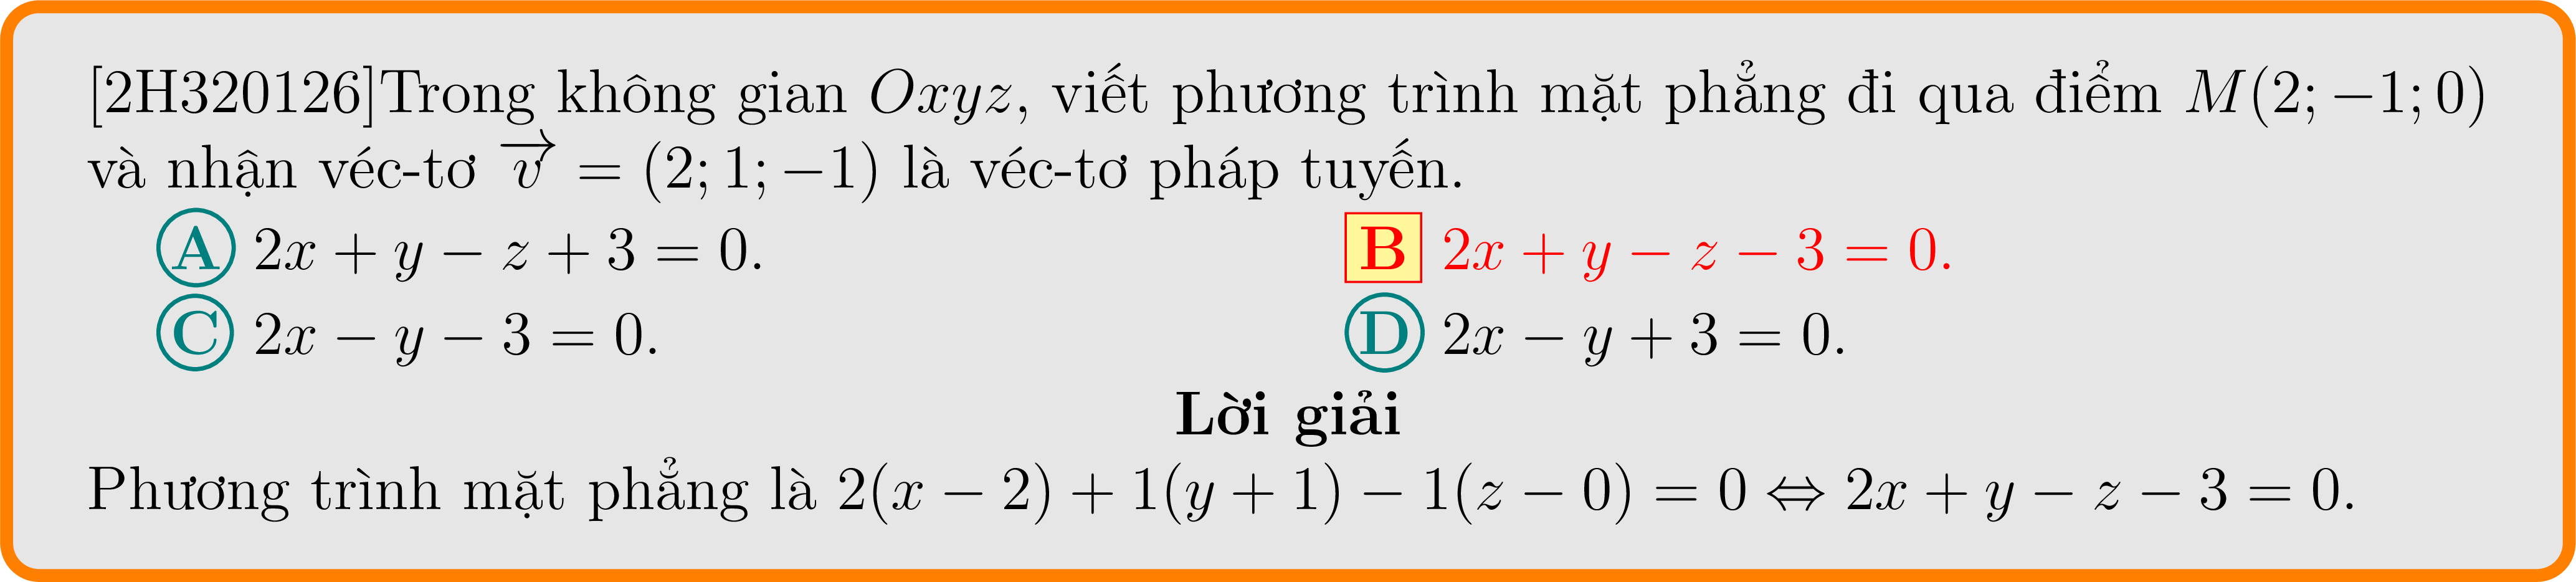 [2H320126]Trong không gian Oxyz, viết phương trình mặt phẳng đi qua điểm M(2; −1; 0)
và nhận véc-tơ \overrightarrow{v} = (2; 1; −1) là véc-tơ pháp tuyến.
A 2x + y − z + 3 = 0. B 2x + y − z − 3 = 0.
C 2x − y − 3 = 0. D 2x − y + 3 = 0.
Lời giải
Phương trình mặt phẳng là 2(x − 2) + 1(y + 1) − 1(z − 0) = 0 ⇔ 2x + y − z − 3 = 0.